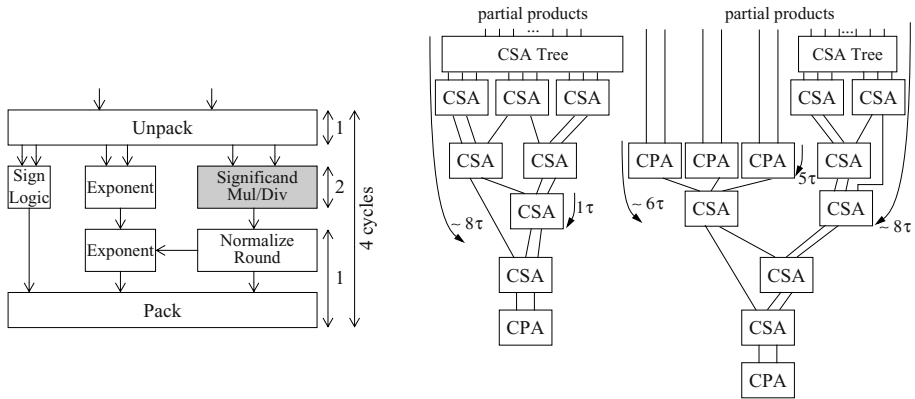 Unpack
1
Sign
Logic
Exponent
Significand
Mul/Div
2
Exponent
Normalize
Round
1
Pack
4 cycles
partial products
...
CSA Tree
CSA
CSA
CSA
CSA
CSA
CSA
1τ
~ 8τ
CSA
CPA
partial products
...
CSA Tree
CSA
CSA
CPA
CPA
CPA
5τ
CSA
~ 6τ
CSA
CSA
~ 8τ
CSA
CSA
CPA